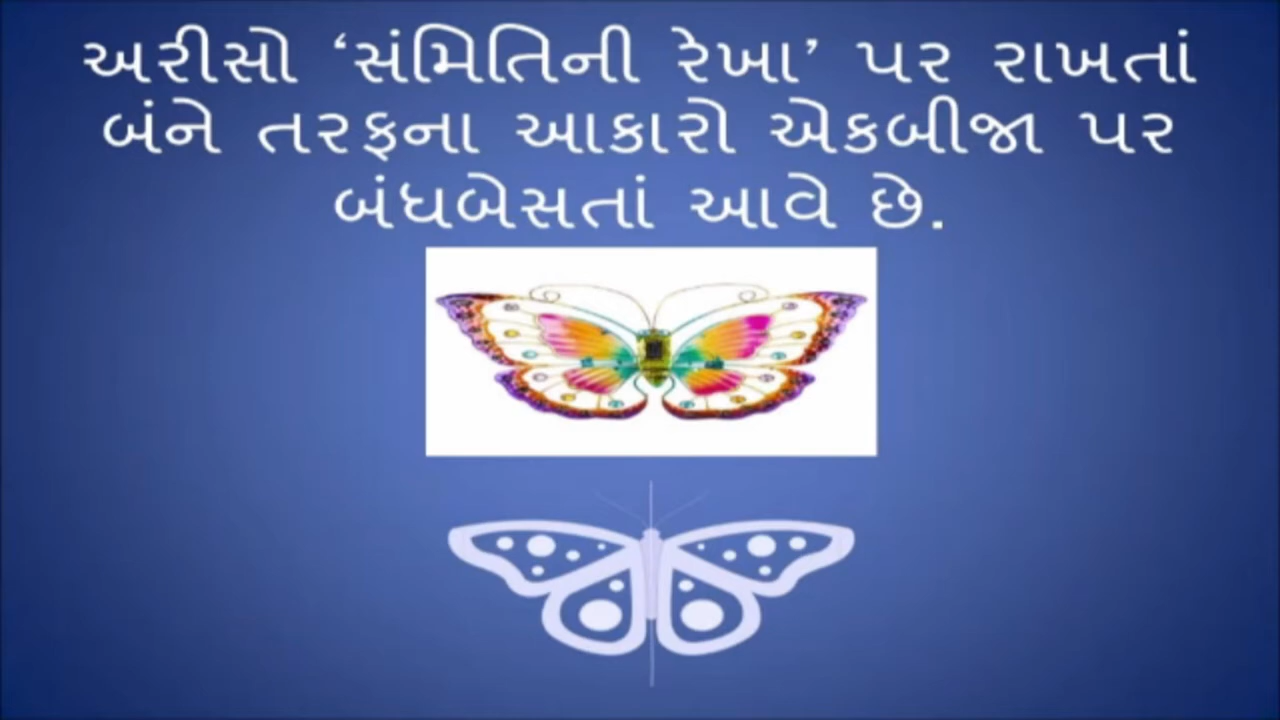 અરીસો ‘સંમિતિની રેખા’ પર રાખતાં
બંને તરફના આકારો એકબીજા પર
બંધબેસતાં આવે છે.